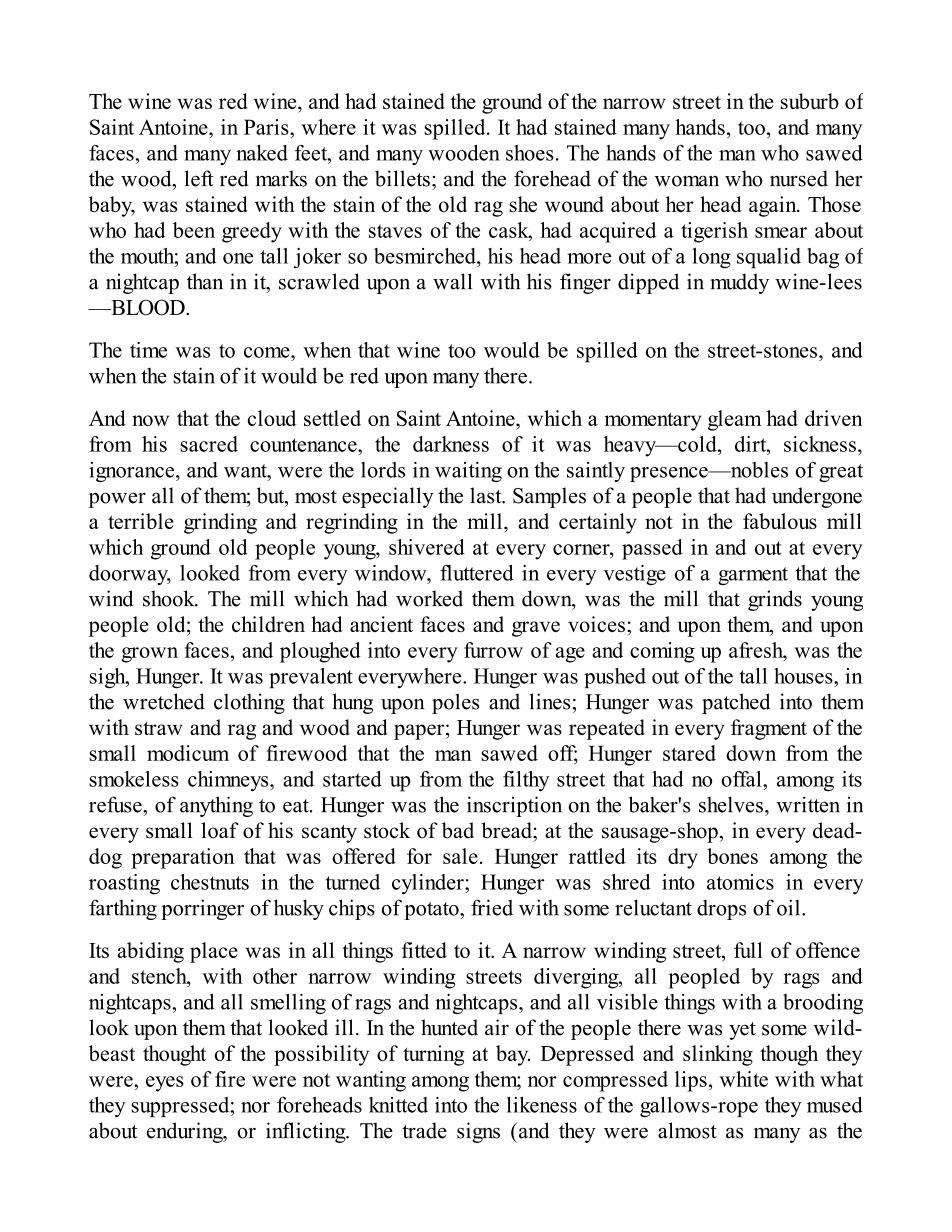 The wine was red wine, and had stained the ground of the narrow street in the suburb of
Saint Antoine, in Paris, where it was spilled. It had stained many hands, too, and many
faces, and many naked feet, and many wooden shoes. The hands of the man who sawed
the wood, left red marks on the billets; and the forehead of the woman who nursed her
baby, was stained with the stain of the old rag she wound about her head again. Those
who had been greedy with the staves of the cask, had acquired a tigerish smear about
the mouth; and one tall joker so besmirched, his head more out of a long squalid bag of
a nightcap than in it, scrawled upon a wall with his finger dipped in muddy wine-lees
—BLOOD.
The time was to come, when that wine too would be spilled on the street-stones, and
when the stain of it would be red upon many there.
And now that the cloud settled on Saint Antoine, which a momentary gleam had driven
from his sacred countenance, the darkness of it was heavy—cold, dirt, sickness,
ignorance, and want, were the lords in waiting on the saintly presence—nobles of great
power all of them; but, most especially the last. Samples of a people that had undergone
a terrible grinding and regrinding in the mill, and certainly not in the fabulous mill
which ground old people young, shivered at every corner, passed in and out at every
doorway, looked from every window, fluttered in every vestige of a garment that the
wind shook. The mill which had worked them down, was the mill that grinds young
people old; the children had ancient faces and grave voices; and upon them, and upon
the grown faces, and ploughed into every furrow of age and coming up afresh, was the
sigh, Hunger. It was prevalent everywhere. Hunger was pushed out of the tall houses, in
the wretched clothing that hung upon poles and lines; Hunger was patched into them
with straw and rag and wood and paper; Hunger was repeated in every fragment of the
small modicum of firewood that the man sawed off; Hunger stared down from the
smokeless chimneys, and started up from the filthy street that had no offal, among its
refuse, of anything to eat. Hunger was the inscription on the baker's shelves, written in
every small loaf of his scanty stock of bad bread; at the sausage-shop, in every dead-
dog preparation that was offered for sale. Hunger rattled its dry bones among the
roasting chestnuts in the turned cylinder; Hunger was shred into atomics in every
farthing porringer of husky chips of potato, fried with some reluctant drops of oil.
Its abiding place was in all things fitted to it. A narrow winding street, full of offence
and stench, with other narrow winding streets diverging, all peopled by rags and
nightcaps, and all smelling of rags and nightcaps, and all visible things with a brooding
look upon them that looked ill. In the hunted air of the people there was yet some wild-
beast thought of the possibility of turning at bay. Depressed and slinking though they
were, eyes of fire were not wanting among them; nor compressed lips, white with what
they suppressed; nor foreheads knitted into the likeness of the gallows-rope they mused
about enduring, or inflicting. The trade signs (and they were almost as many as the